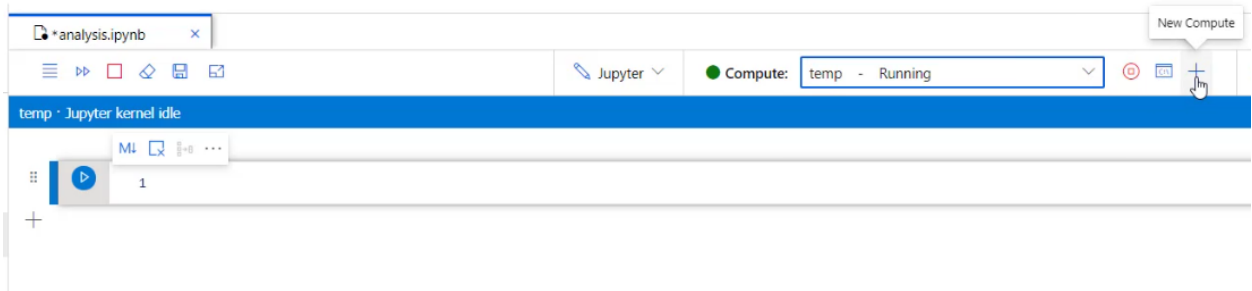 New Compute
*analysis.ipynb
Jupyter Compute: temp - Running
temp · Jupyter kernel idle
M↓
1